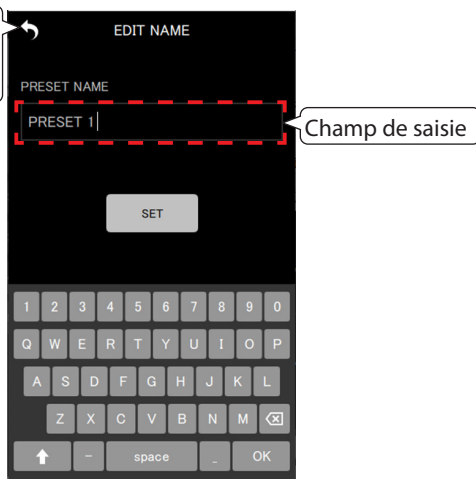 EDIT NAME
PRESET NAME
PRESET 1
Champ de saisie
SET
1 2 3 4 5 6 7 8 9 0
Q W E R T Y U I O P
A S D F G H J K L
Z X C V B N M
- space _ OK